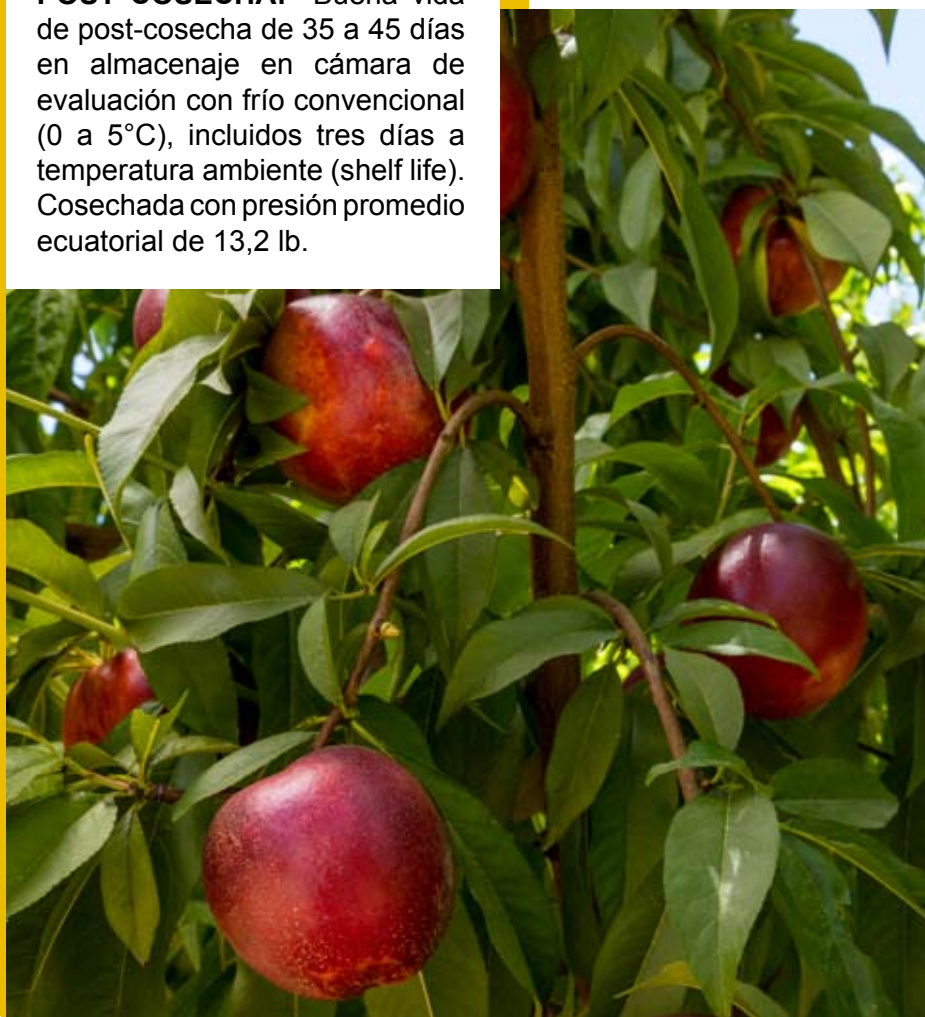 POST COSECHA: Buena vida
de post-cosecha de 35 a 45 días
en almacenaje en cámara de
evaluación con frío convencional
(0 a 5°C), incluidos tres días a
temperatura ambiente (shelf life).
Cosechada con presión promedio
ecuatorial de 13,2 lb.